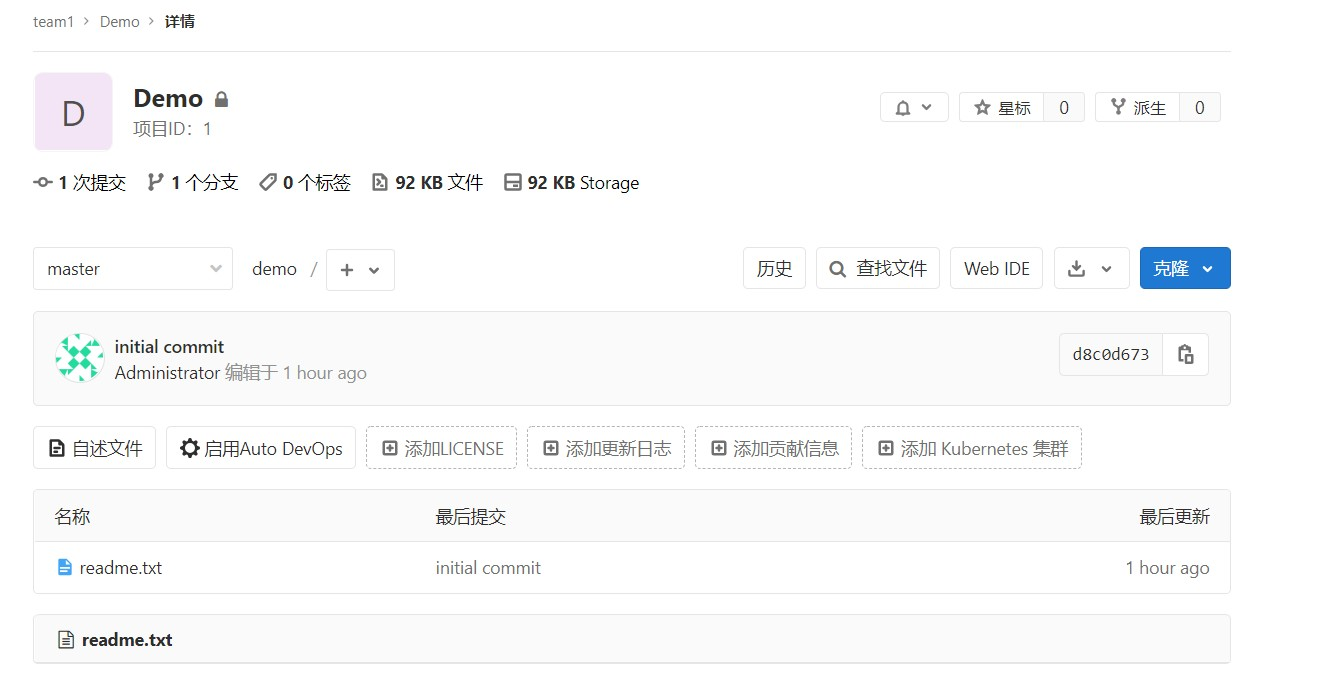 team1 > Demo > 详情
D
Demo
项目ID： 1
星标 0 派生 0
1 次提交 1 个分支 0 个标签 92 KB 文件 92 KB Storage
master demo / + 历史 查找文件 Web IDE 克隆
initial commit
Administrator 编辑于 1 hour ago
d8c0d673
自述文件 启用Auto DevOps 添加LICENSE 添加更新日志 添加贡献信息 添加 Kubernetes 集群
名称 最后提交 最后更新
readme.txt initial commit 1 hour ago
readme.txt